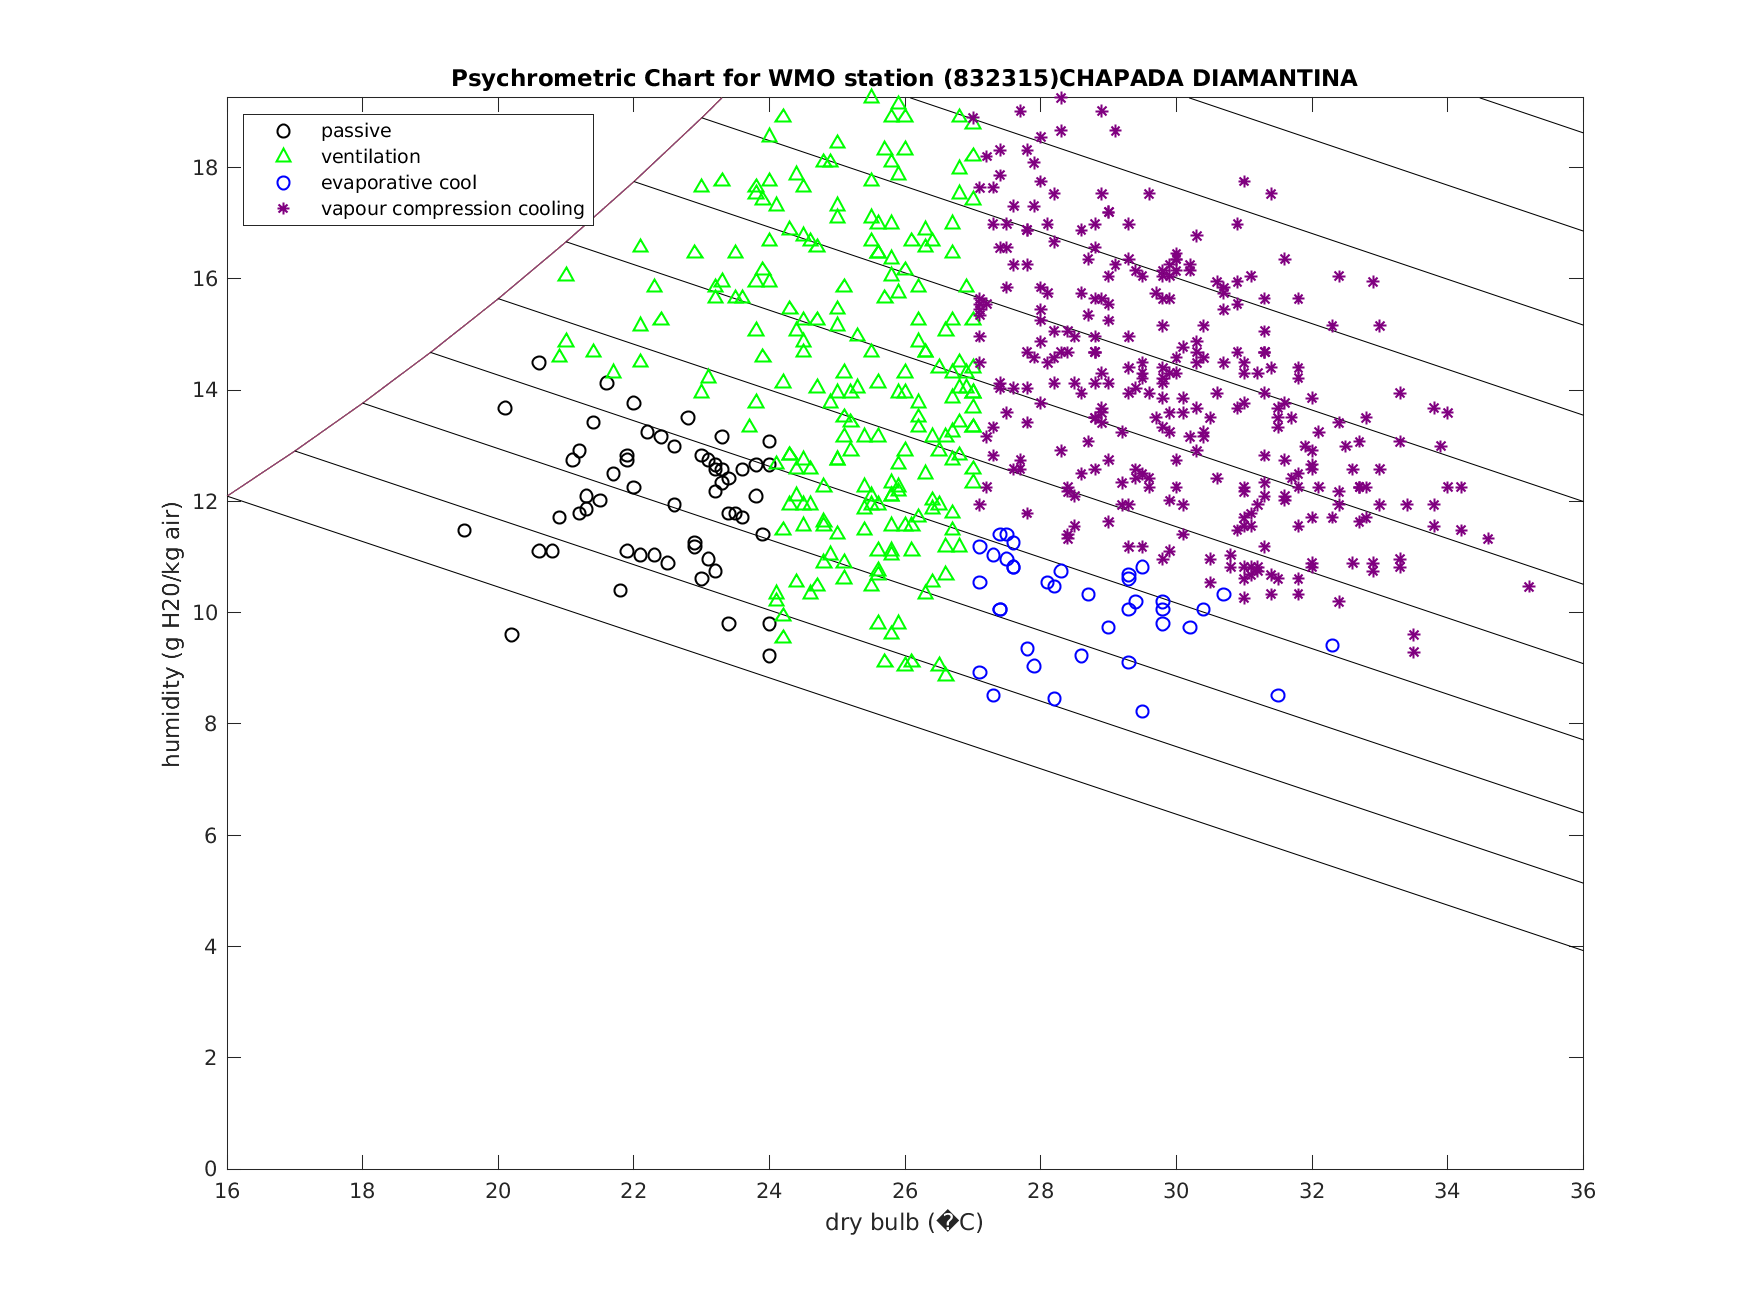 Psychrometric Chart for WMO station (832315)CHAPADA DIAMANTINA
passive
ventilation
evaporative cool
vapour compression cooling
humidity (g H20/kg air)
18
16
14
12
10
8
6
4
2
0
16 18 20 22 24 26 28 30 32 34 36
dry bulb (�C)